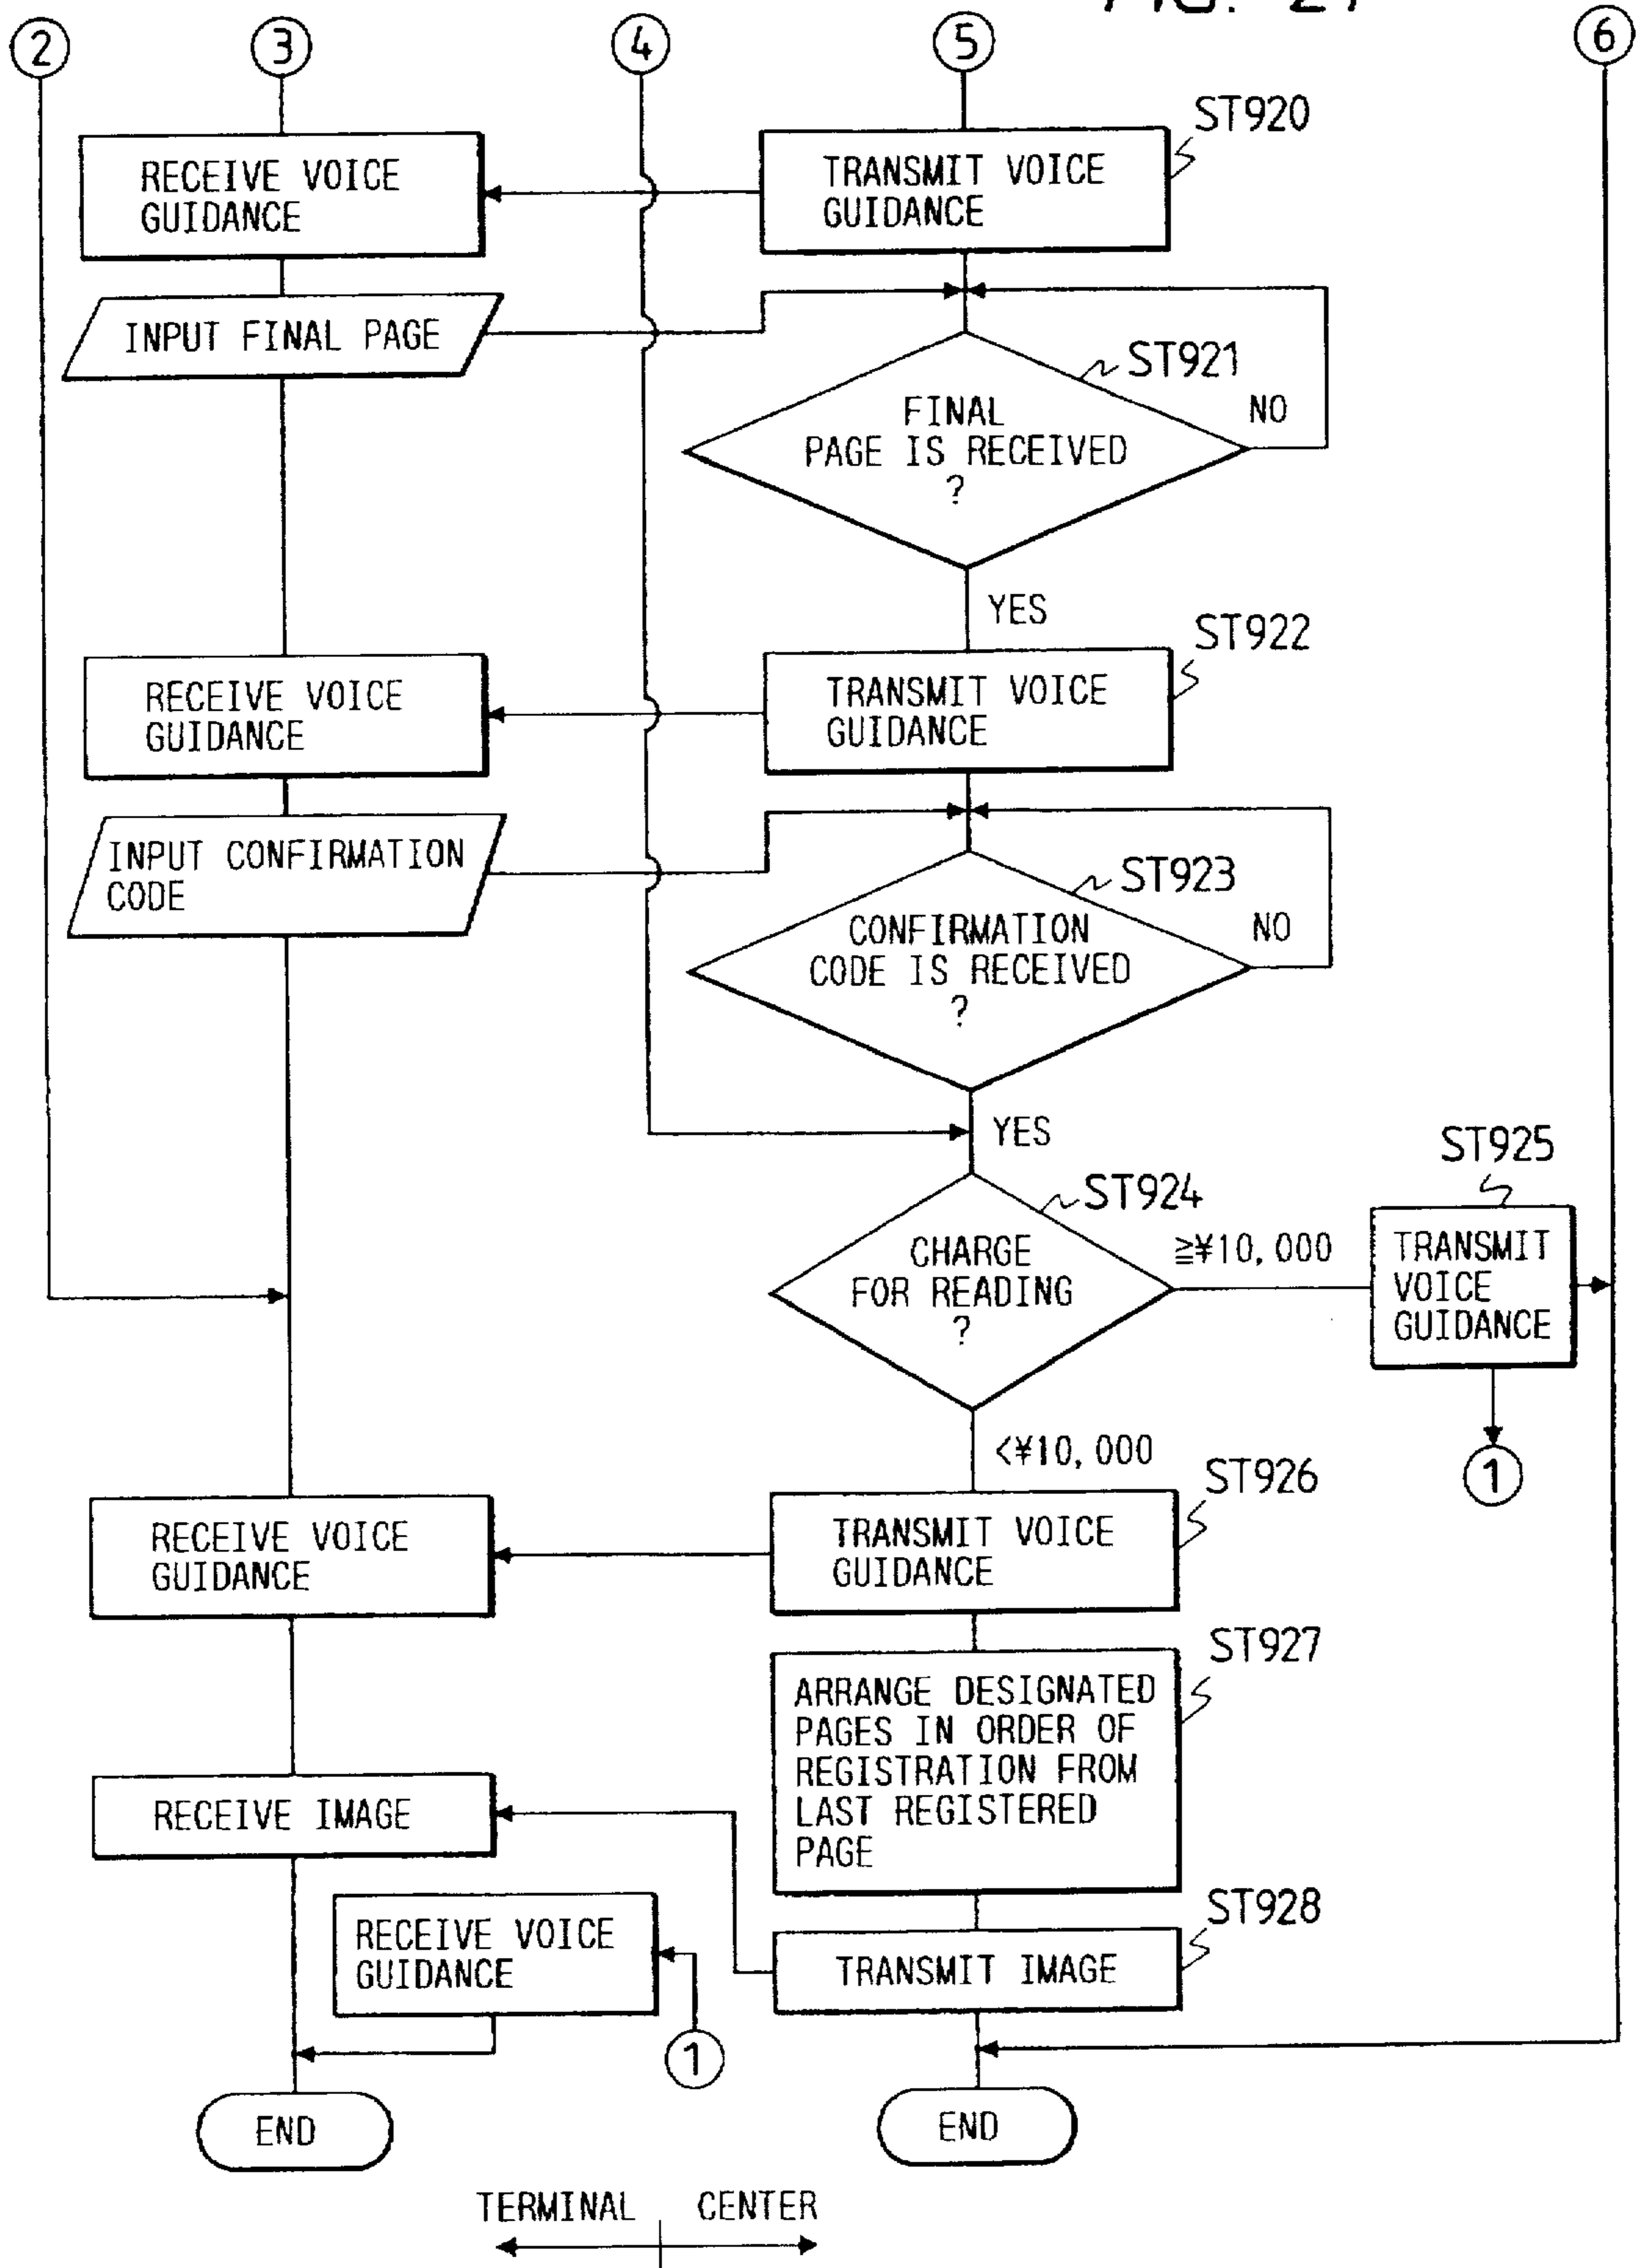 2 3 4 5 6
ST920
RECEIVE VOICE
GUIDANCE
TRANSMIT VOICE
GUIDANCE
INPUT FINAL PAGE
ST921
FINAL
PAGE IS RECEIVED
?
NO
YES
ST922
RECEIVE VOICE
GUIDANCE
TRANSMIT VOICE
GUIDANCE
INPUT CONFIRMATION
CODE
ST923
CONFIRMATION
CODE IS RECEIVED
?
NO
YES
ST924
CHARGE
FOR READING
?
≧¥10,000
ST925
TRANSMIT
VOICE
GUIDANCE
1
<¥10,000
ST926
RECEIVE VOICE
GUIDANCE
TRANSMIT VOICE
GUIDANCE
ST927
ARRANGE DESIGNATED
PAGES IN ORDER OF
REGISTRATION FROM
LAST REGISTERED
PAGE
RECEIVE IMAGE
ST928
TRANSMIT IMAGE
RECEIVE VOICE
GUIDANCE
1
END
END
TERMINAL CENTER